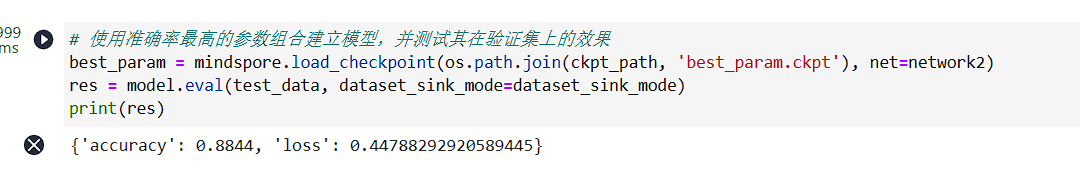 999
ms
# 使用准确率最高的参数组合建立模型，并测试其在验证集上的效果
best_param = mindspore.load_checkpoint(os.path.join(ckpt_path, 'best_param.ckpt'), net=network2)
res = model.eval(test_data, dataset_sink_mode=dataset_sink_mode)
print(res)
{'accuracy': 0.8844, 'loss': 0.44788292920589445}